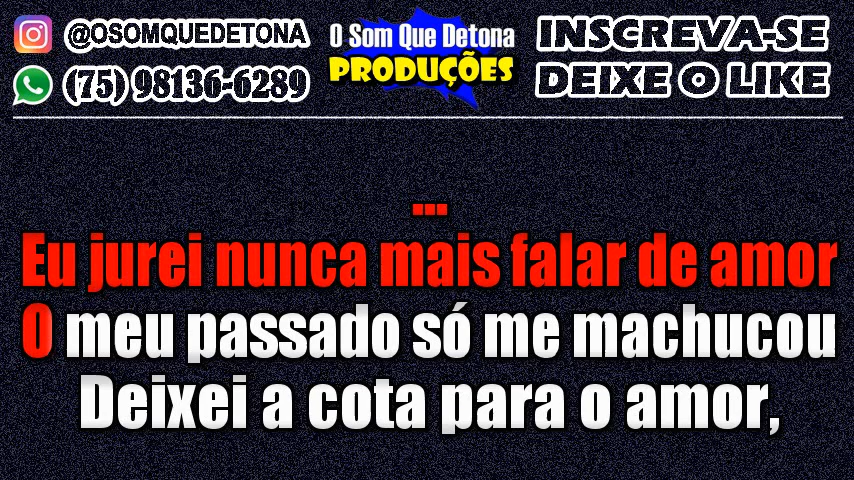 @OSOMQUEDETONA
(75) 98136-6289
O Som Que Detona
PRODUÇÕES
INSCREVA-SE
DEIXE O LIKE
...
Eu jurei nunca mais falar de amor
O meu passado só me machucou
Deixei a cota para o amor,